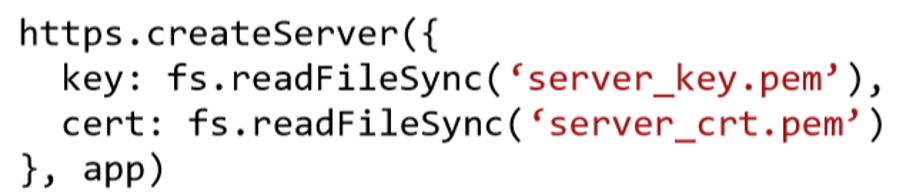 https.createServer({
  key: fs.readFileSync(‘server_key.pem’),
  cert: fs.readFileSync(‘server_crt.pem’)
}, app)